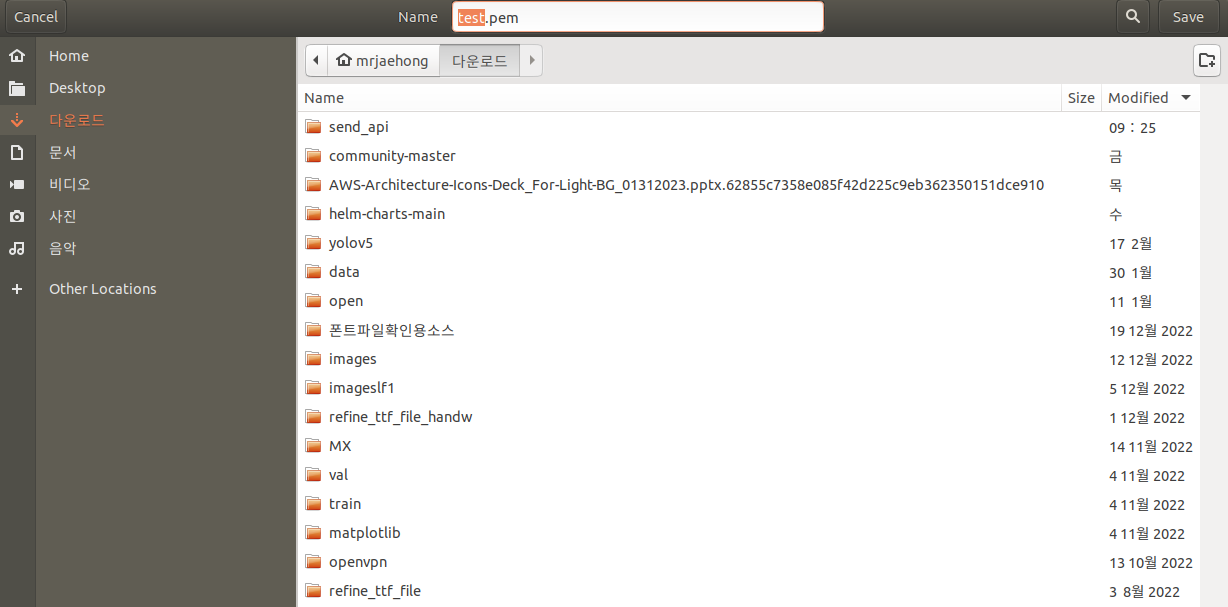 Cancel Name test.pem Save
Home
Desktop
다운로드
문서
비디오
사진
음악
Other Locations
mrjaehong 다운로드
Name Size Modified
send_api 09 : 25
community-master 금
AWS-Architecture-Icons-Deck_For-Light-BG_01312023.pptx.62855c7358e085f42d225c9eb362350151dce910 목
helm-charts-main 수
yolov5 17 2월
data 30 1월
open 11 1월
폰트파일확인용소스 19 12월 2022
images 12 12월 2022
imageslf1 5 12월 2022
refine_ttf_file_handw 1 12월 2022
MX 14 11월 2022
val 4 11월 2022
train 4 11월 2022
matplotlib 4 11월 2022
openvpn 13 10월 2022
refine_ttf_file 3 8월 2022